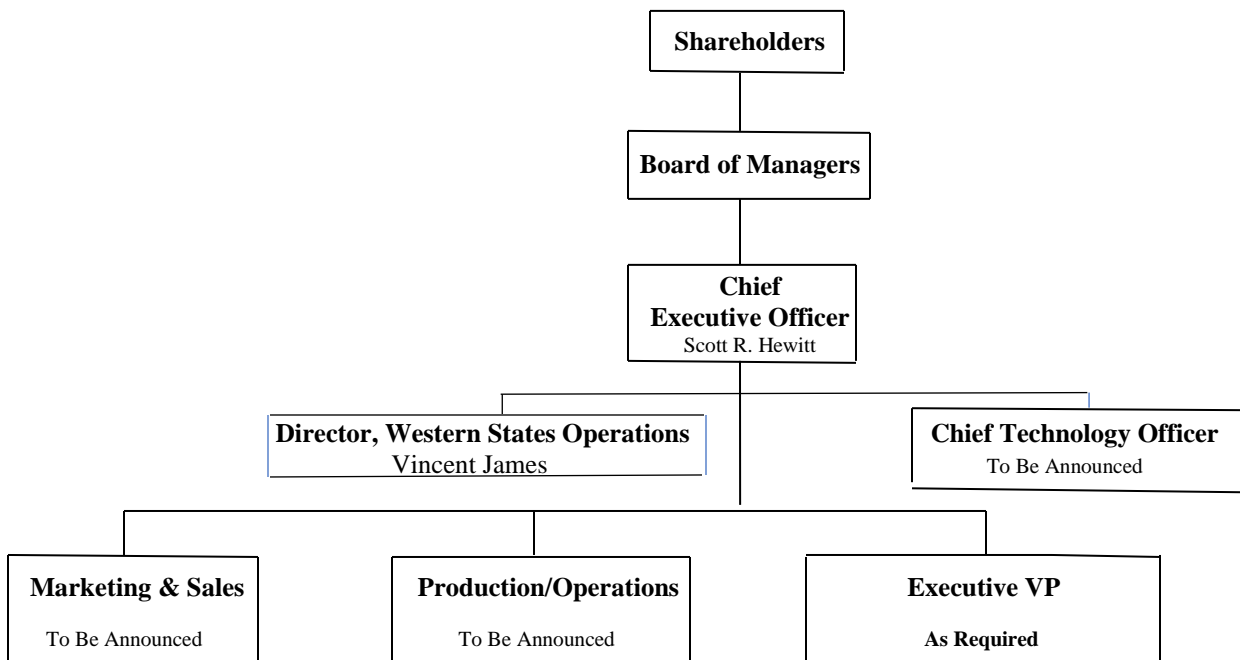 Shareholders
Board of Managers
Chief
Executive Officer
Scott R. Hewitt
Director, Western States Operations
Vincent James
Chief Technology Officer
To Be Announced
Marketing & Sales
To Be Announced
Production/Operations
To Be Announced
Executive VP
As Required